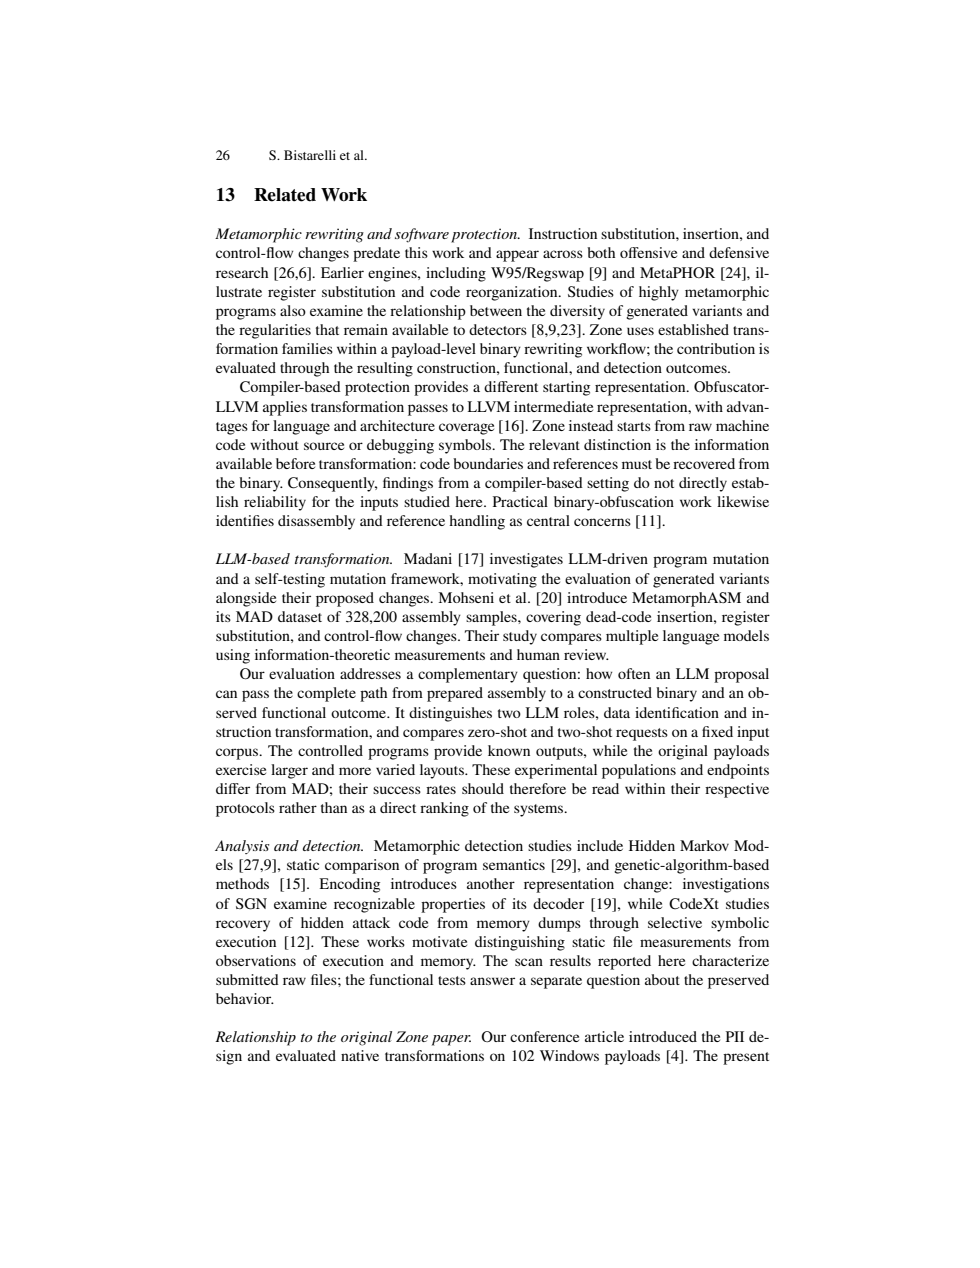 26 S. Bistarelli et al.
13 Related Work
Metamorphic rewriting and software protection. Instruction substitution, insertion, and
control-flow changes predate this work and appear across both offensive and defensive
research [26,6]. Earlier engines, including W95/Regswap [9] and MetaPHOR [24], il-
lustrate register substitution and code reorganization. Studies of highly metamorphic
programs also examine the relationship between the diversity of generated variants and
the regularities that remain available to detectors [8,9,23]. Zone uses established trans-
formation families within a payload-level binary rewriting workflow; the contribution is
evaluated through the resulting construction, functional, and detection outcomes.
Compiler-based protection provides a different starting representation. Obfuscator-
LLVM applies transformation passes to LLVM intermediate representation, with advan-
tages for language and architecture coverage [16]. Zone instead starts from raw machine
code without source or debugging symbols. The relevant distinction is the information
available before transformation: code boundaries and references must be recovered from
the binary. Consequently, findings from a compiler-based setting do not directly estab-
lish reliability for the inputs studied here. Practical binary-obfuscation work likewise
identifies disassembly and reference handling as central concerns [11].
LLM-based transformation. Madani [17] investigates LLM-driven program mutation
and a self-testing mutation framework, motivating the evaluation of generated variants
alongside their proposed changes. Mohseni et al. [20] introduce MetamorphASM and
its MAD dataset of 328,200 assembly samples, covering dead-code insertion, register
substitution, and control-flow changes. Their study compares multiple language models
using information-theoretic measurements and human review.
Our evaluation addresses a complementary question: how often an LLM proposal
can pass the complete path from prepared assembly to a constructed binary and an ob-
served functional outcome. It distinguishes two LLM roles, data identification and in-
struction transformation, and compares zero-shot and two-shot requests on a fixed input
corpus. The controlled programs provide known outputs, while the original payloads
exercise larger and more varied layouts. These experimental populations and endpoints
differ from MAD; their success rates should therefore be read within their respective
protocols rather than as a direct ranking of the systems.
Analysis and detection. Metamorphic detection studies include Hidden Markov Mod-
els [27,9], static comparison of program semantics [29], and genetic-algorithm-based
methods [15]. Encoding introduces another representation change: investigations
of SGN examine recognizable properties of its decoder [19], while CodeXt studies
recovery of hidden attack code from memory dumps through selective symbolic
execution [12]. These works motivate distinguishing static file measurements from
observations of execution and memory. The scan results reported here characterize
submitted raw files; the functional tests answer a separate question about the preserved
behavior.
Relationship to the original Zone paper. Our conference article introduced the PII de-
sign and evaluated native transformations on 102 Windows payloads [4]. The present